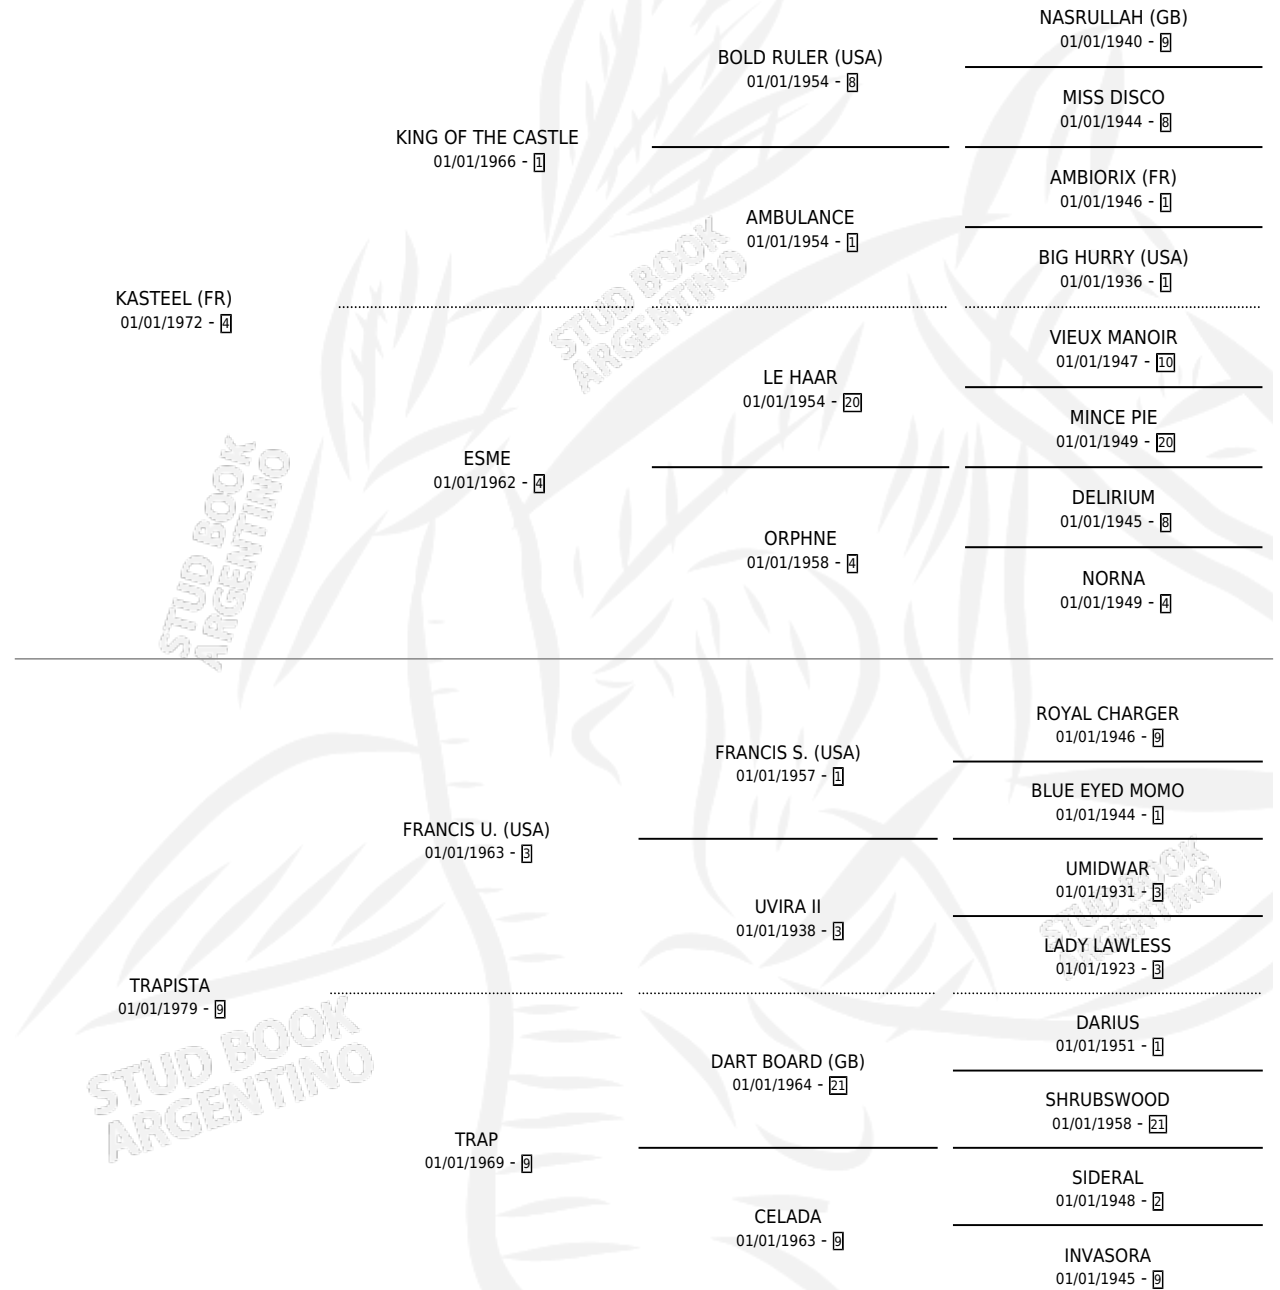 NASRULLAH (GB)
01/01/1940 - 9
BOLD RULER (USA)
01/01/1954 - 8
MISS DISCO
01/01/1944 - 8
KING OF THE CASTLE
01/01/1966 - 1
AMBIORIX (FR)
01/01/1946 - 1
AMBULANCE
01/01/1954 - 1
BIG HURRY (USA)
01/01/1936 - 1
KASTEEL (FR)
01/01/1972 - 4
VIEUX MANOIR
01/01/1947 - 10
LE HAAR
01/01/1954 - 20
MINCE PIE
01/01/1949 - 20
ESME
01/01/1962 - 4
DELIRIUM
01/01/1945 - 8
ORPHNE
01/01/1958 - 4
NORNA
01/01/1949 - 4
STUD BOOK
ARGENTINO
STUD BOOK
ARGENTINO
ROYAL CHARGER
01/01/1946 - 9
FRANCIS S. (USA)
01/01/1957 - 1
BLUE EYED MOMO
01/01/1944 - 1
FRANCIS U. (USA)
01/01/1963 - 3
UMIDWAR
01/01/1931 - 3
UVIRA II
01/01/1938 - 3
LADY LAWLESS
01/01/1923 - 3
TRAPISTA
01/01/1979 - 9
DARIUS
01/01/1951 - 1
DART BOARD (GB)
01/01/1964 - 21
SHRUBSWOOD
01/01/1958 - 21
TRAP
01/01/1969 - 9
SIDERAL
01/01/1948 - 2
CELADA
01/01/1963 - 9
INVASORA
01/01/1945 - 9
STUD BOOK
ARGENTINO
STUD BOOK
ARGENTINO